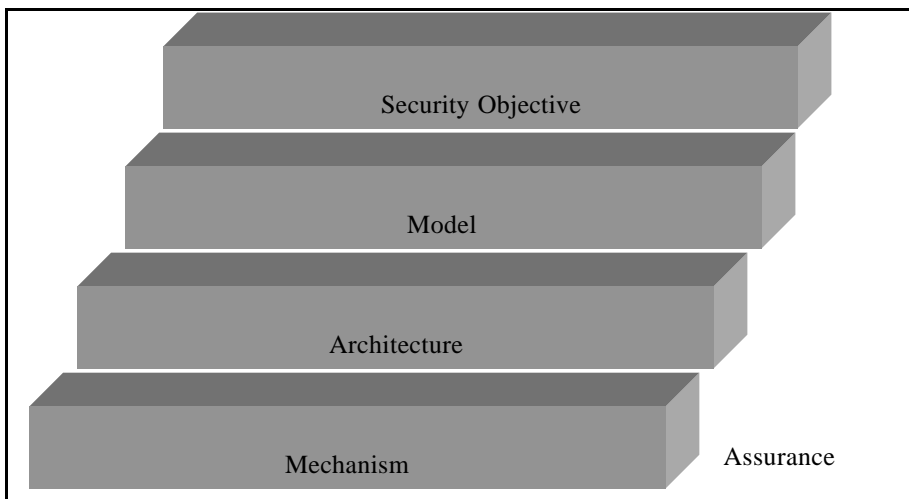 Security Objective
Model
Architecture
Mechanism
Assurance